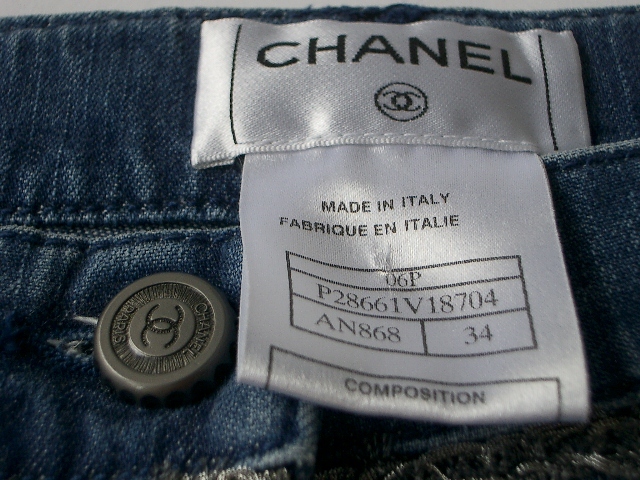 CHANEL
MADE IN ITALY
FABRIQUE EN ITALIE
06P
P28661V18704
AN868 34
CHANEL PARIS
COMPOSITION